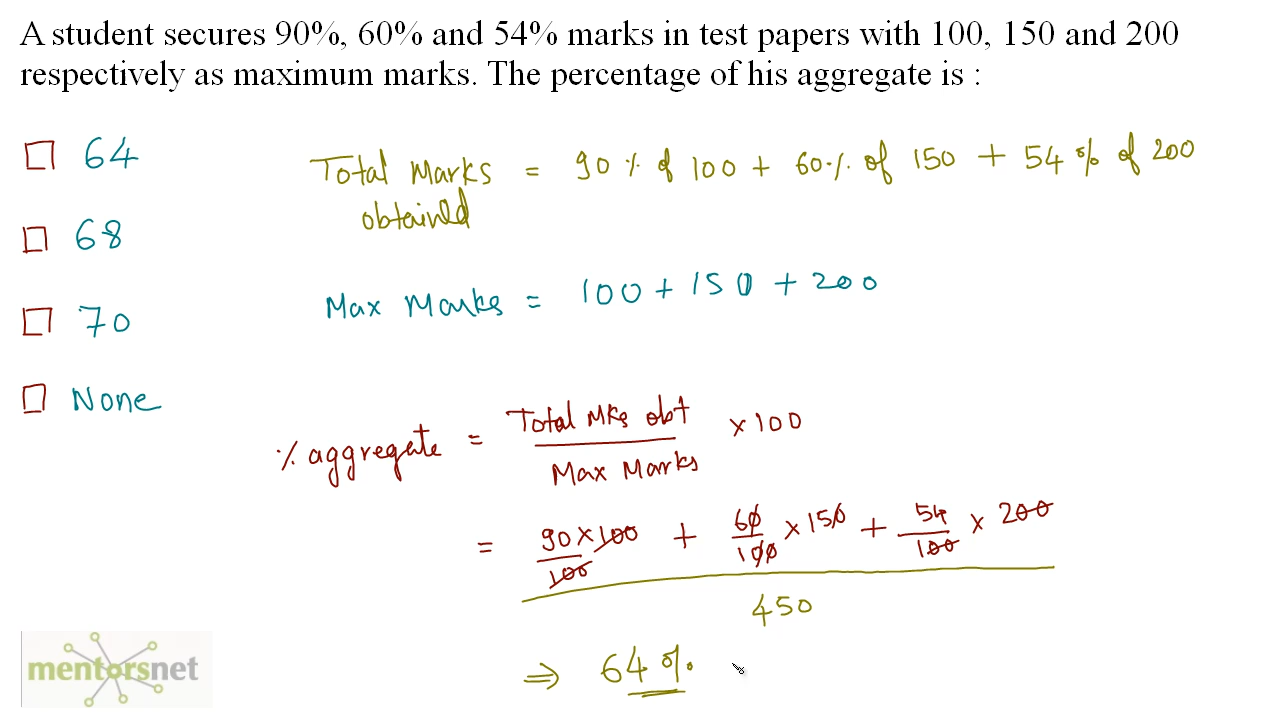 A student secures 90%, 60% and 54% marks in test papers with 100, 150 and 200
respectively as maximum marks. The percentage of his aggregate is :
64
68
70
None
Total Marks = 90 % of 100 + 60 % of 150 + 54 % of 200
obtained
Max Marks = 100 + 150 + 200
% aggregate = Total Mks obt / Max Marks × 100
= 90 × 100 / 100 + 60 / 100 × 150 + 54 / 100 × 200
450
⇒ 64 %
mentorsnet